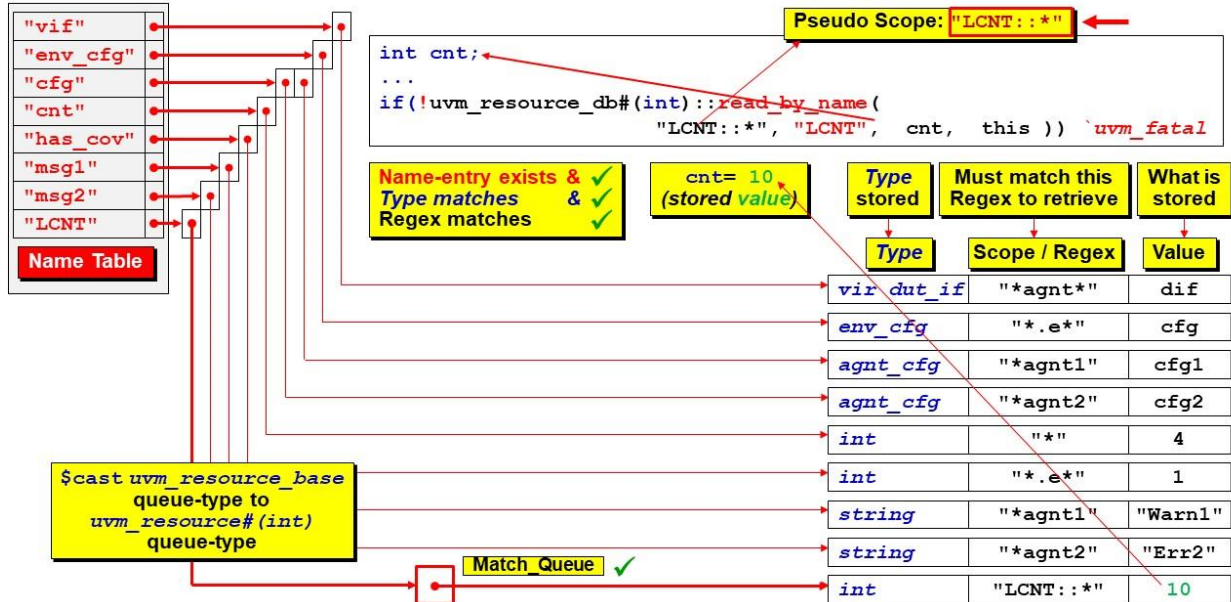 "vif"
"env_cfg"
"cfg"
"cnt"
"has_cov"
"msg1"
"msg2"
"LCNT"
Name Table
Pseudo Scope: "LCNT::*"
int cnt;
...
if(!uvm_resource_db#(int)::read_by_name(
"LCNT::*", "LCNT", cnt, this )) `uvm_fatal
Name-entry exists & ✓
Type matches & ✓
Regex matches ✓
cnt= 10
(stored value)
Type
stored
Must match this
Regex to retrieve
What is
stored
Type Scope / Regex Value
vir dut_if "*agnt*" dif
env_cfg "*.e*" cfg
agnt_cfg "*agnt1" cfg1
agnt_cfg "*agnt2" cfg2
int "*" 4
int "*.e*" 1
string "*agnt1" "Warn1"
string "*agnt2" "Err2"
int "LCNT::*" 10
$cast uvm_resource_base
queue-type to
uvm_resource#(int)
queue-type
Match_Queue ✓